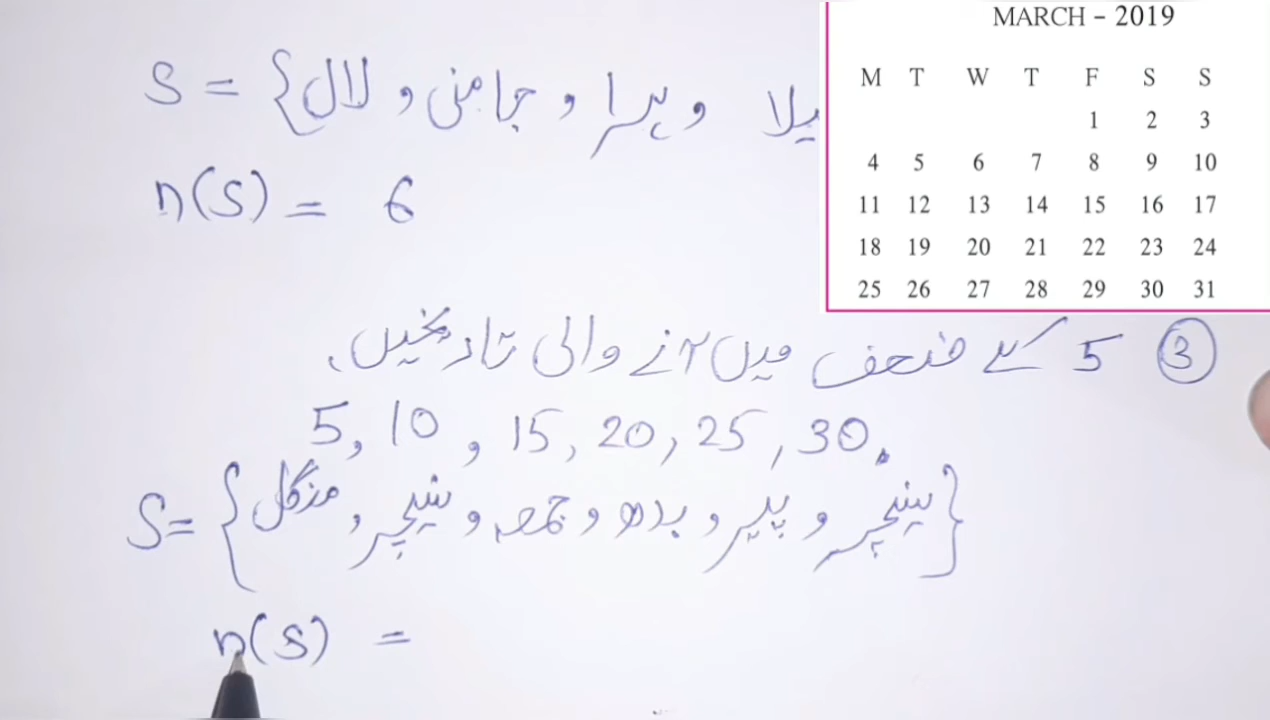 S = { لال و جامنی و ہرا و یلا
n(S) = 6
MARCH – 2019
M T W T F S S
1 2 3
4 5 6 7 8 9 10
11 12 13 14 15 16 17
18 19 20 21 22 23 24
25 26 27 28 29 30 31
③ 5 کے ضعف میں آنے والی تاریخیں.
5, 10, 15, 20, 25, 30.
S= { منگل , سنیچر , جمعہ و بدھ و پیر و سنیچر }
n(S) =